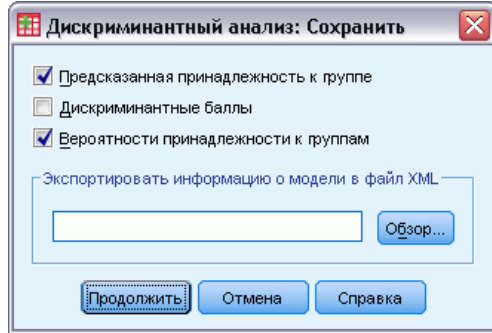 Дискриминантный анализ: Сохранить
Предсказанная принадлежность к группе
Дискриминантные баллы
Вероятности принадлежности к группам
Экспортировать информацию о модели в файл XML
Обзор...
Продолжить Отмена Справка